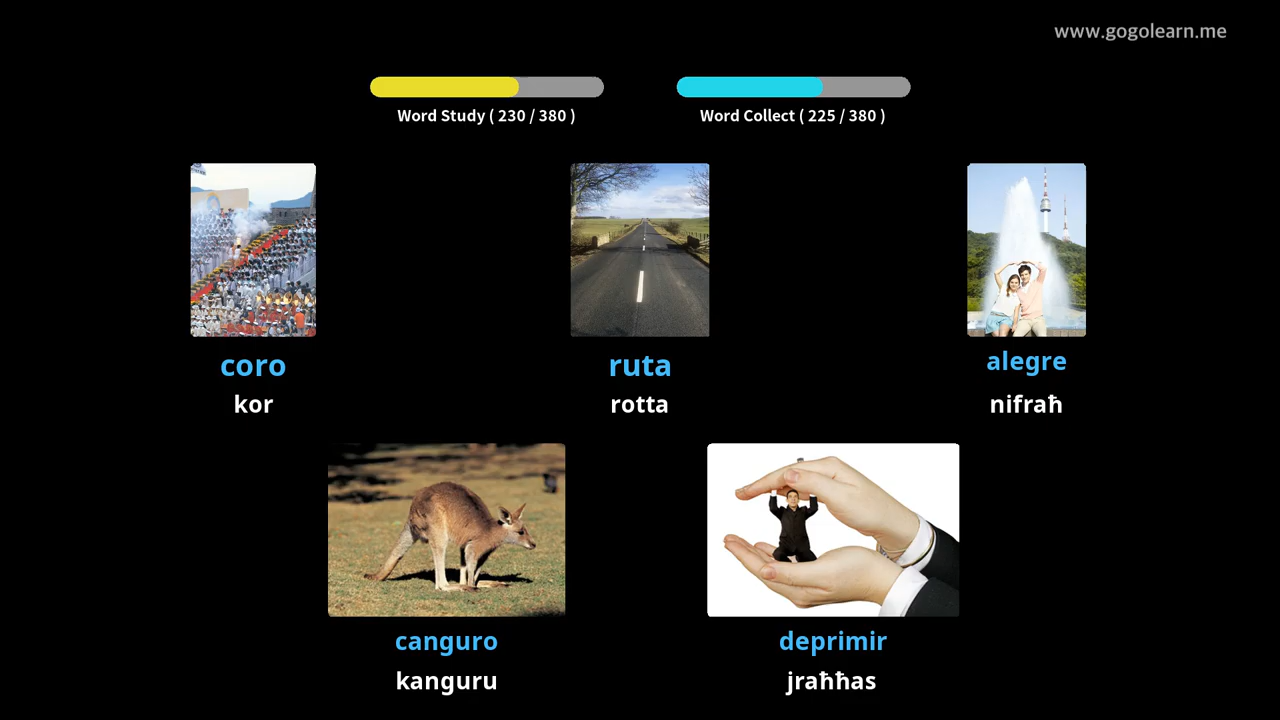 www.gogolearn.me
Word Study ( 230 / 380 )
Word Collect ( 225 / 380 )
coro
kor
ruta
rotta
alegre
nifraħ
canguro
kanguru
deprimir
jraħħas